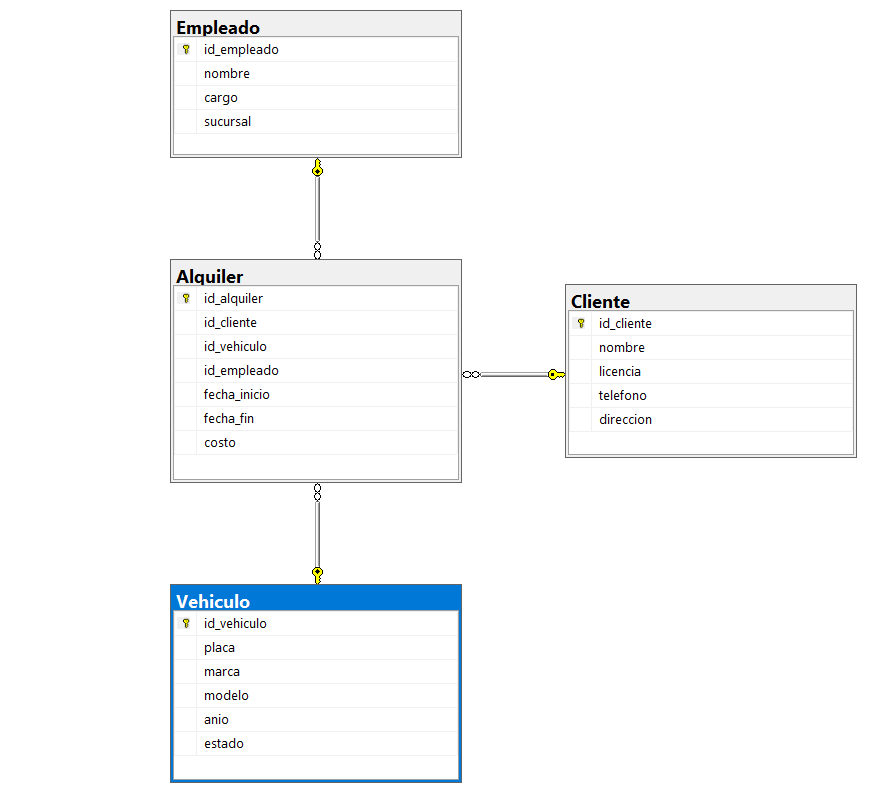 Empleado
id_empleado
nombre
cargo
sucursal
Alquiler
id_alquiler
id_cliente
id_vehiculo
id_empleado
fecha_inicio
fecha_fin
costo
Cliente
id_cliente
nombre
licencia
telefono
direccion
Vehiculo
id_vehiculo
placa
marca
modelo
anio
estado